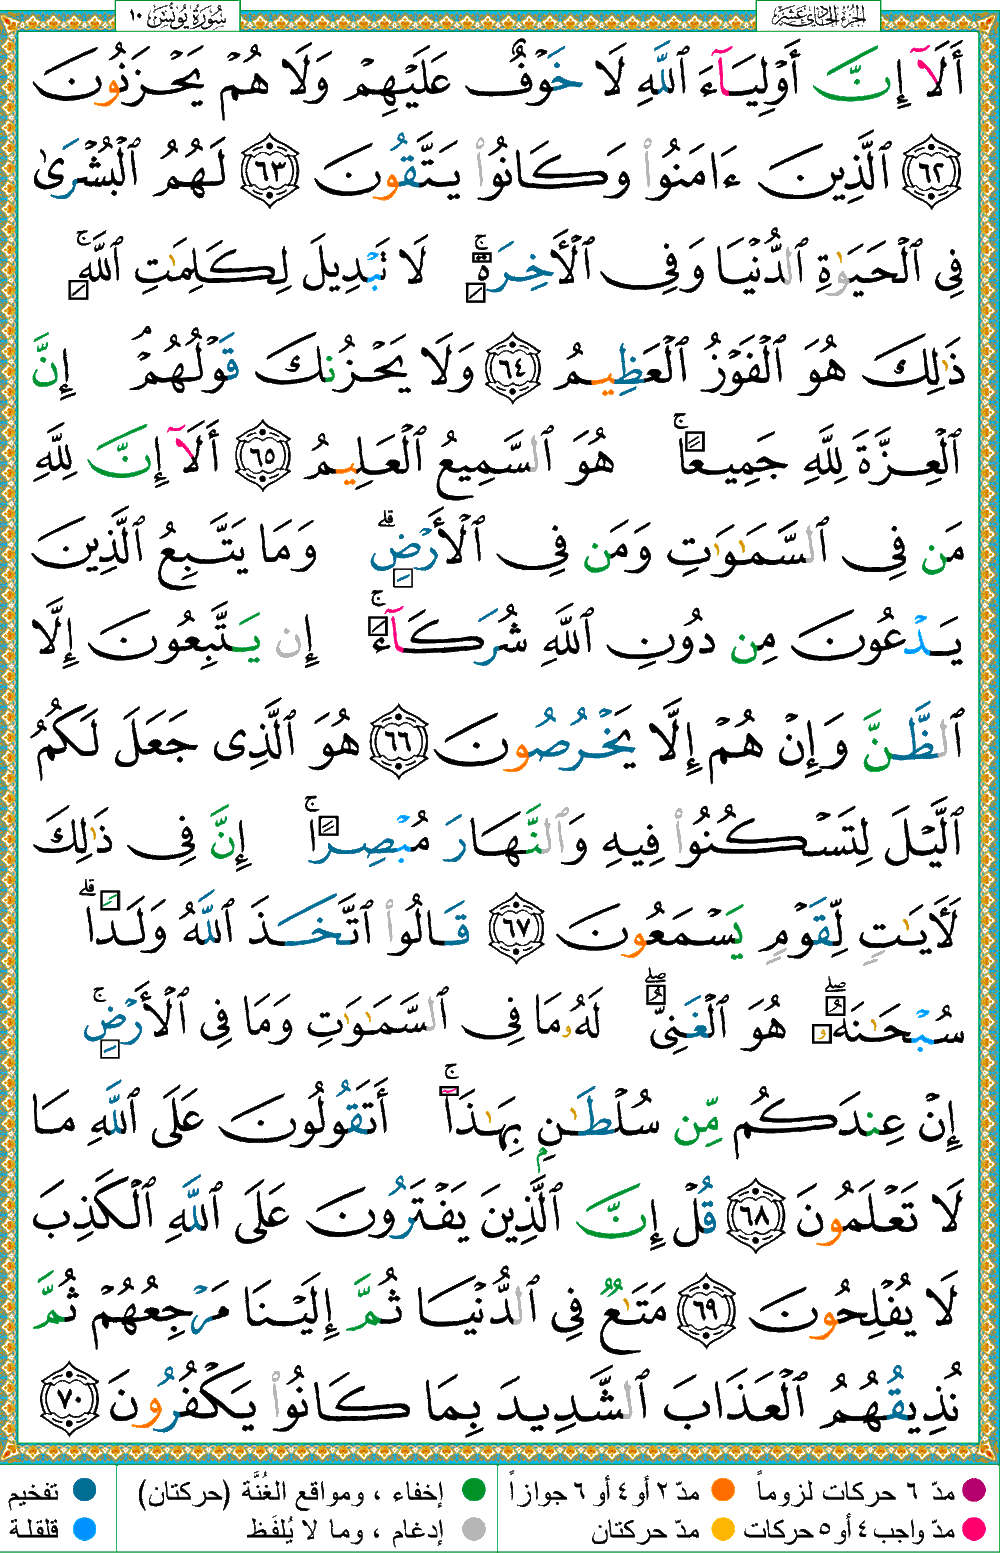 سُورَةُ يُونُسَ ١٠
الجزء الحادي عشر
أَلَآ إِنَّ أَوْلِيَآءَ ٱللَّهِ لَا خَوْفٌ عَلَيْهِمْ وَلَا هُمْ يَحْزَنُونَ
٦٢ ٱلَّذِينَ ءَامَنُوا۟ وَكَانُوا۟ يَتَّقُونَ ٦٣ لَهُمُ ٱلْبُشْرَىٰ
فِى ٱلْحَيَوٰةِ ٱلدُّنْيَا وَفِى ٱلْأَخِرَةِ ۚ لَا تَبْدِيلَ لِكَلِمَٰتِ ٱللَّهِ ۚ
ذَٰلِكَ هُوَ ٱلْفَوْزُ ٱلْعَظِيمُ ٦٤ وَلَا يَحْزُنكَ قَوْلُهُمْ ۘ إِنَّ
ٱلْعِزَّةَ لِلَّهِ جَمِيعًا ۚ هُوَ ٱلسَّمِيعُ ٱلْعَلِيمُ ٦٥ أَلَآ إِنَّ لِلَّهِ
مَن فِى ٱلسَّمَٰوَٰتِ وَمَن فِى ٱلْأَرْضِ ۗ وَمَا يَتَّبِعُ ٱلَّذِينَ
يَدْعُونَ مِن دُونِ ٱللَّهِ شُرَكَآءَ ۚ إِن يَتَّبِعُونَ إِلَّا
ٱلظَّنَّ وَإِنْ هُمْ إِلَّا يَخْرُصُونَ ٦٦ هُوَ ٱلَّذِى جَعَلَ لَكُمُ
ٱلَّيْلَ لِتَسْكُنُوا۟ فِيهِ وَٱلنَّهَارَ مُبْصِرًا ۚ إِنَّ فِى ذَٰلِكَ
لَأَيَٰتٍ لِّقَوْمٍ يَسْمَعُونَ ٦٧ قَالُوا۟ ٱتَّخَذَ ٱللَّهُ وَلَدًا ۗ
سُبْحَٰنَهُۥ ۖ هُوَ ٱلْغَنِىُّ ۖ لَهُۥ مَا فِى ٱلسَّمَٰوَٰتِ وَمَا فِى ٱلْأَرْضِ ۚ
إِنْ عِندَكُم مِّن سُلْطَٰنٍۭ بِهَٰذَآ ۚ أَتَقُولُونَ عَلَى ٱللَّهِ مَا
لَا تَعْلَمُونَ ٦٨ قُلْ إِنَّ ٱلَّذِينَ يَفْتَرُونَ عَلَى ٱللَّهِ ٱلْكَذِبَ
لَا يُفْلِحُونَ ٦٩ مَتَٰعٌ فِى ٱلدُّنْيَا ثُمَّ إِلَيْنَا مَرْجِعُهُمْ ثُمَّ
نُذِيقُهُمُ ٱلْعَذَابَ ٱلشَّدِيدَ بِمَا كَانُوا۟ يَكْفُرُونَ ٧٠
مدّ ٦ حركات لزوماً مدّ ٢ أو ٤ أو ٦ جوازاً إخفاء ، ومواقع الغُنَّة (حركتان) تفخيم
مدّ واجب ٤ أو ٥ حركات مدّ حركتان إدغام ، وما لا يُلفَظ قلقلة